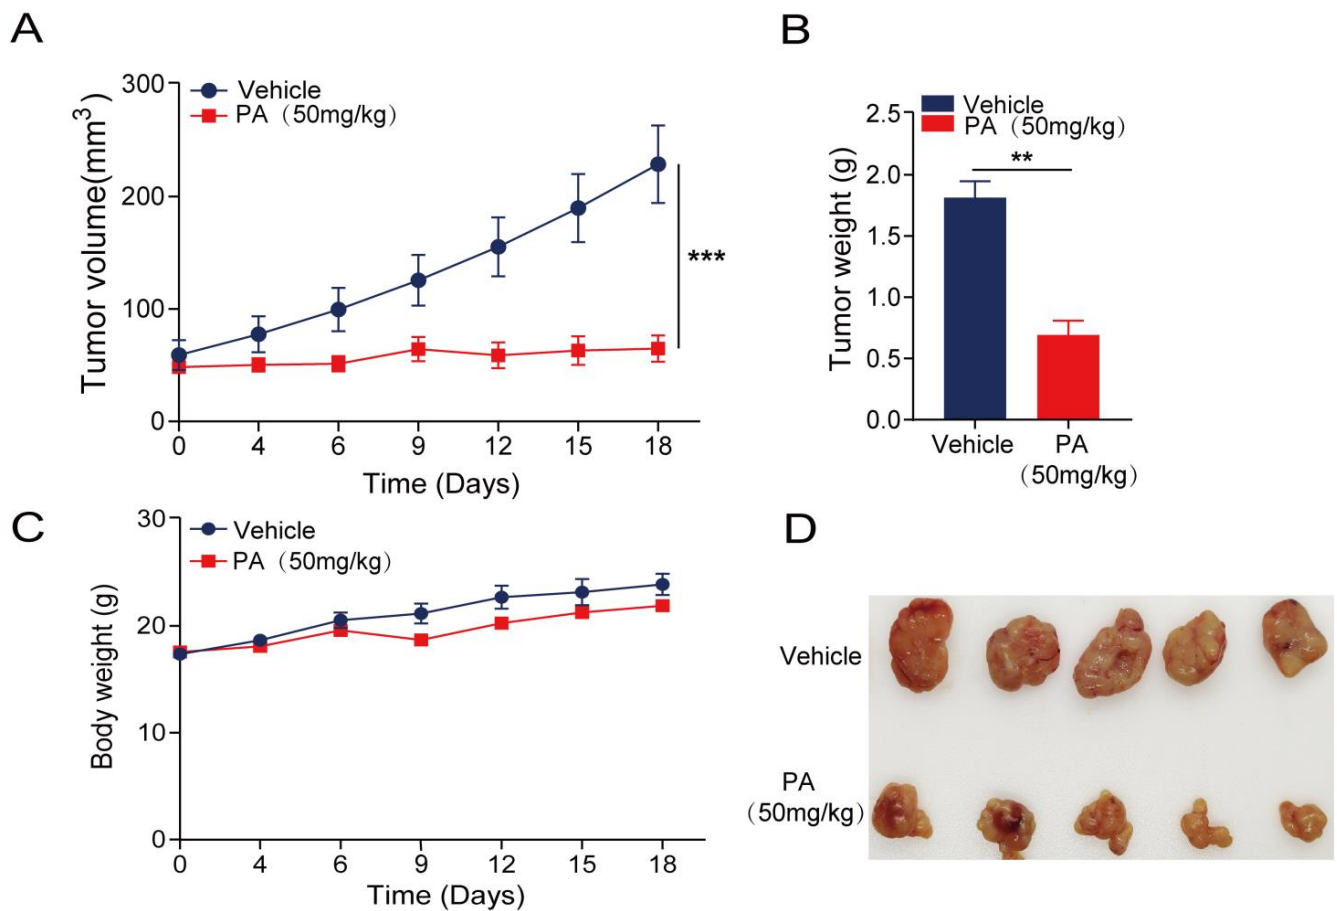 A
Tumor volume(mm3)
300
200
100
0
Vehicle
PA（50mg/kg）
***
0 4 6 9 12 15 18
Time (Days)
B
Tumor weight (g)
2.5
2.0
1.5
1.0
0.5
0.0
Vehicle
PA（50mg/kg）
**
Vehicle PA
（50mg/kg）
C
Body weight (g)
30
20
10
0
Vehicle
PA（50mg/kg）
0 4 6 9 12 15 18
Time (Days)
D
Vehicle
PA
（50mg/kg）